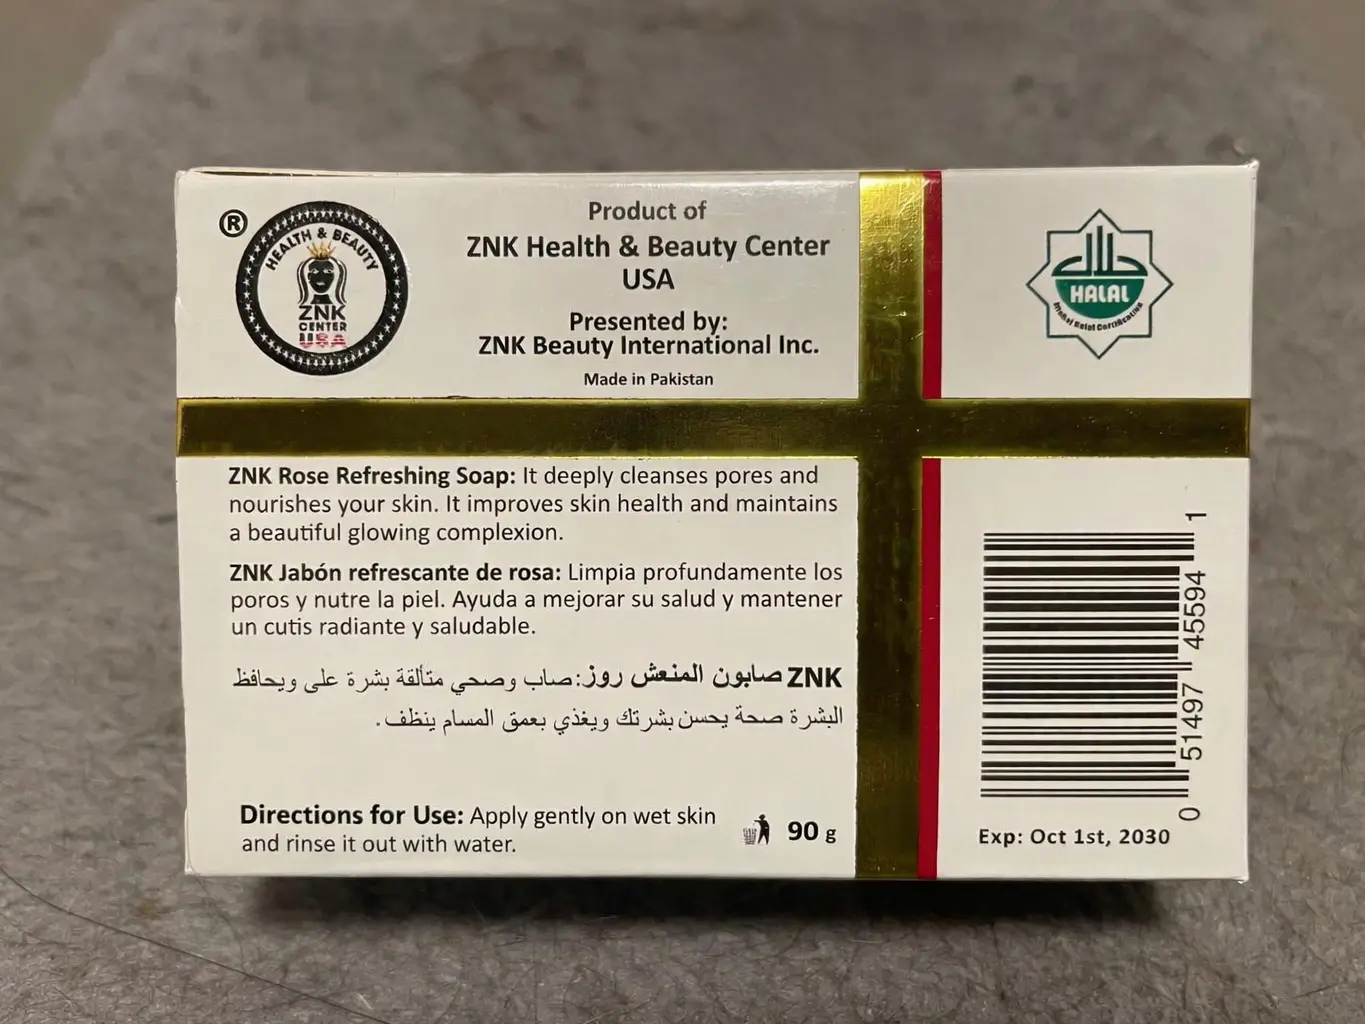 ®
HEALTH & BEAUTY
ZNK
CENTER
USA
Product of
ZNK Health & Beauty Center
USA
Presented by:
ZNK Beauty International Inc.
Made in Pakistan
حلال
HALAL
Halal Certification
ZNK Rose Refreshing Soap: It deeply cleanses pores and
nourishes your skin. It improves skin health and maintains
a beautiful glowing complexion.
ZNK Jabón refrescante de rosa: Limpia profundamente los
poros y nutre la piel. Ayuda a mejorar su salud y mantener
un cutis radiante y saludable.
ZNK صابون المنعش روز: صاب وصحي متألقة بشرة على ويحافظ
البشرة صحة يحسن بشرتك ويغذي بعمق المسام ينظف.
Directions for Use: Apply gently on wet skin
and rinse it out with water.
90 g
0 51497 45594 1
Exp: Oct 1st, 2030